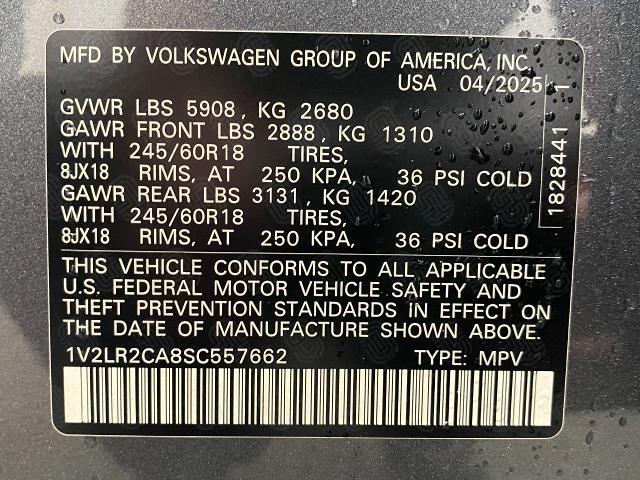 MFD BY VOLKSWAGEN GROUP OF AMERICA, INC.
USA 04/2025
GVWR LBS 5908, KG 2680
GAWR FRONT LBS 2888, KG 1310
WITH 245/60R18 TIRES,
8JX18 RIMS, AT 250 KPA, 36 PSI COLD
GAWR REAR LBS 3131, KG 1420
WITH 245/60R18 TIRES,
8JX18 RIMS, AT 250 KPA, 36 PSI COLD
1828441 1
THIS VEHICLE CONFORMS TO ALL APPLICABLE
U.S. FEDERAL MOTOR VEHICLE SAFETY AND
THEFT PREVENTION STANDARDS IN EFFECT ON
THE DATE OF MANUFACTURE SHOWN ABOVE.
1V2LR2CA8SC557662 TYPE: MPV